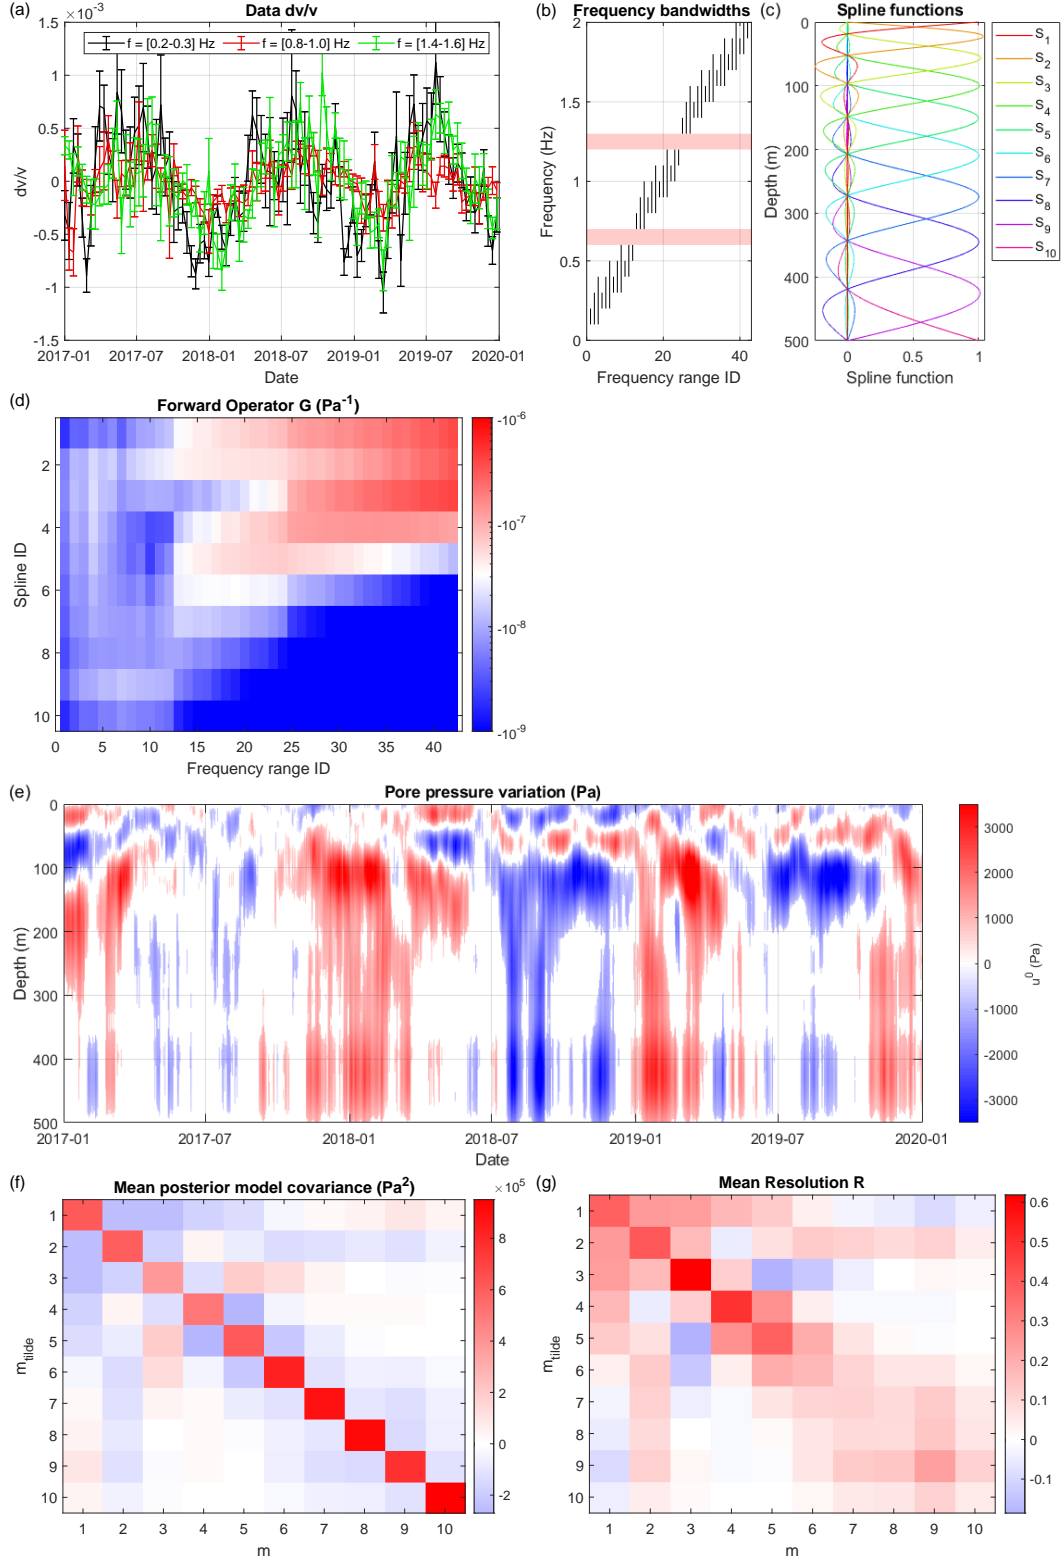 (a)
Data dv/v
×10⁻³
f = [0.2-0.3] Hz
f = [0.8-1.0] Hz
f = [1.4-1.6] Hz
1.5
1
0.5
0
-0.5
-1
-1.5
dv/v
2017-01
2017-07
2018-01
2018-07
2019-01
2019-07
2020-01
Date
(b)
Frequency bandwidths
2
1.5
1
0.5
0
Frequency (Hz)
0
20
40
Frequency range ID
(c)
Spline functions
0
100
200
300
400
500
Depth (m)
0
0.5
1
Spline function
S₁
S₂
S₃
S₄
S₅
S₆
S₇
S₈
S₉
S₁₀
(d)
Forward Operator G (Pa⁻¹)
2
4
6
8
10
Spline ID
0
5
10
15
20
25
30
35
40
Frequency range ID
-10⁻⁶
-10⁻⁷
-10⁻⁸
-10⁻⁹
(e)
Pore pressure variation (Pa)
0
100
200
300
400
500
Depth (m)
2017-01
2017-07
2018-01
2018-07
2019-01
2019-07
2020-01
Date
3000
2000
1000
0
-1000
-2000
-3000
u⁰ (Pa)
(f)
Mean posterior model covariance (Pa²)
×10⁵
1
2
3
4
5
6
7
8
9
10
m_tilde
1
2
3
4
5
6
7
8
9
10
m
8
6
4
2
0
-2
(g)
Mean Resolution R
1
2
3
4
5
6
7
8
9
10
m_tilde
1
2
3
4
5
6
7
8
9
10
m
0.6
0.5
0.4
0.3
0.2
0.1
0
-0.1